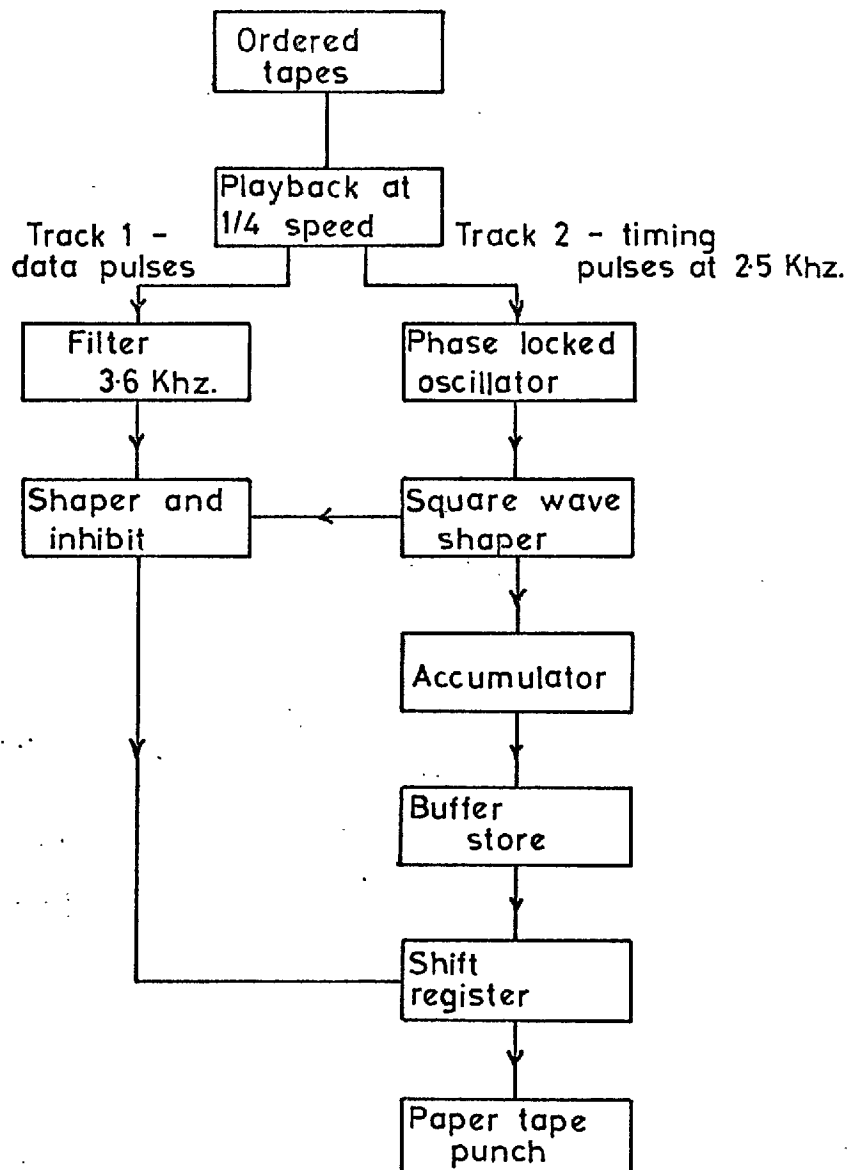 Ordered
tapes
Playback at
1/4 speed
Track 1 -
data pulses
Track 2 - timing
pulses at 2·5 Khz.
Filter
3·6 Khz.
Phase locked
oscillator
Shaper and
inhibit
Square wave
shaper
Accumulator
Buffer
store
Shift
register
Paper tape
punch